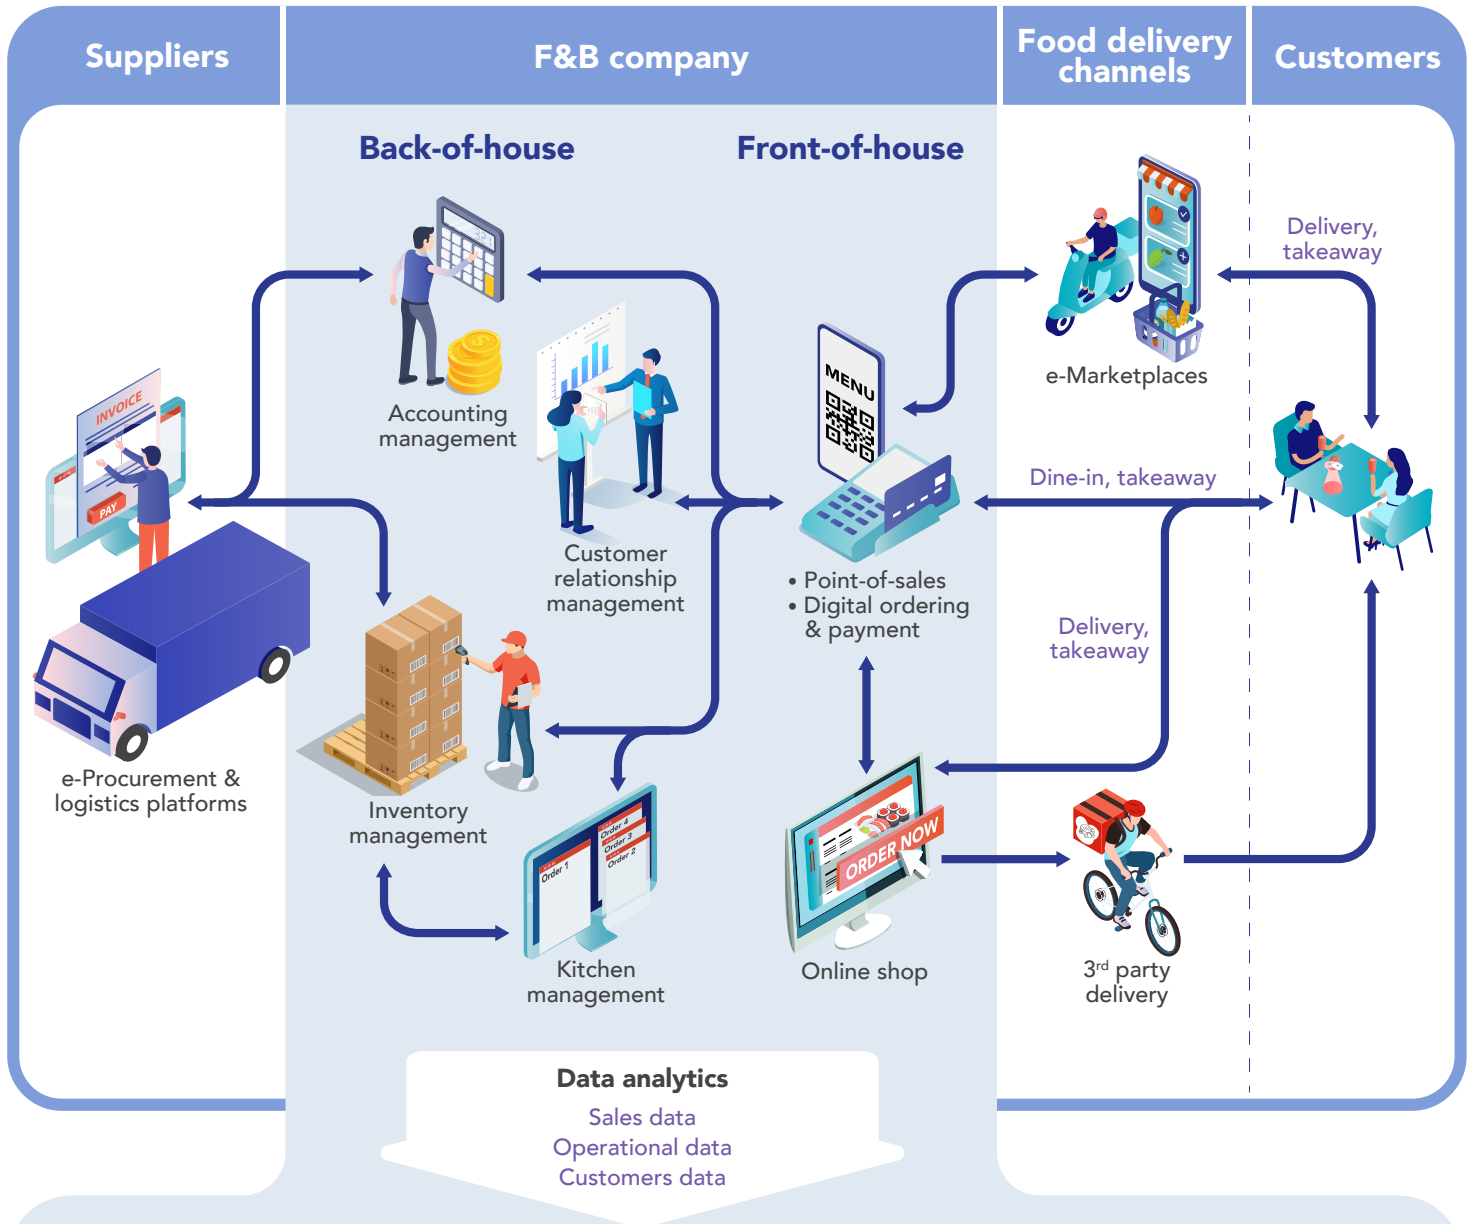 Suppliers
F&B company
Food delivery
channels
Customers
Back-of-house
Front-of-house
Delivery,
takeaway
321
MENU
e-Marketplaces
INVOICE
PAY
Accounting
management
Dine-in, takeaway
Customer
relationship
management
• Point-of-sales
• Digital ordering
& payment
Delivery,
takeaway
e-Procurement &
logistics platforms
Inventory
management
Order 4
Order 3
Order 2
Order 1
ORDER NOW
Kitchen
management
Online shop
3rd party
delivery
Data analytics
Sales data
Operational data
Customers data